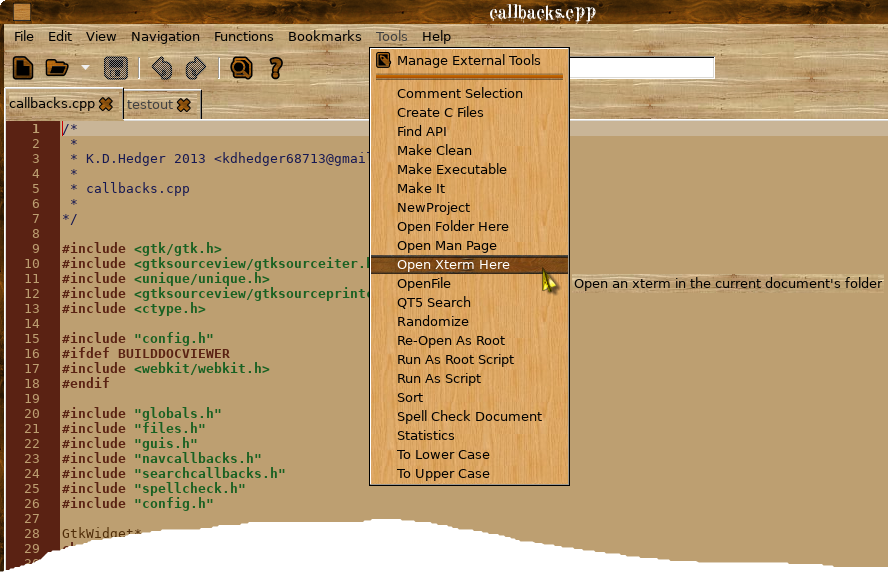 callbacks.cpp
File Edit View Navigation Functions Bookmarks Tools Help
callbacks.cpp testout
Manage External Tools
Comment Selection
Create C Files
Find API
Make Clean
Make Executable
Make It
NewProject
Open Folder Here
Open Man Page
Open Xterm Here
OpenFile
QT5 Search
Randomize
Re-Open As Root
Run As Root Script
Run As Script
Sort
Spell Check Document
Statistics
To Lower Case
To Upper Case
Open an xterm in the current document's folder
1 /*
2 *
3 * K.D.Hedger 2013 <kdhedger68713@gmail
4 *
5 * callbacks.cpp
6 *
7 */
8
9 #include <gtk/gtk.h>
10 #include <gtksourceview/gtksourceiter.h
11 #include <unique/unique.h>
12 #include <gtksourceview/gtksourceprintc
13 #include <ctype.h>
14
15 #include "config.h"
16 #ifdef BUILDDOCVIEWER
17 #include <webkit/webkit.h>
18 #endif
19
20 #include "globals.h"
21 #include "files.h"
22 #include "guis.h"
23 #include "navcallbacks.h"
24 #include "searchcallbacks.h"
25 #include "spellcheck.h"
26 #include "config.h"
27
28 GtkWidget*
29